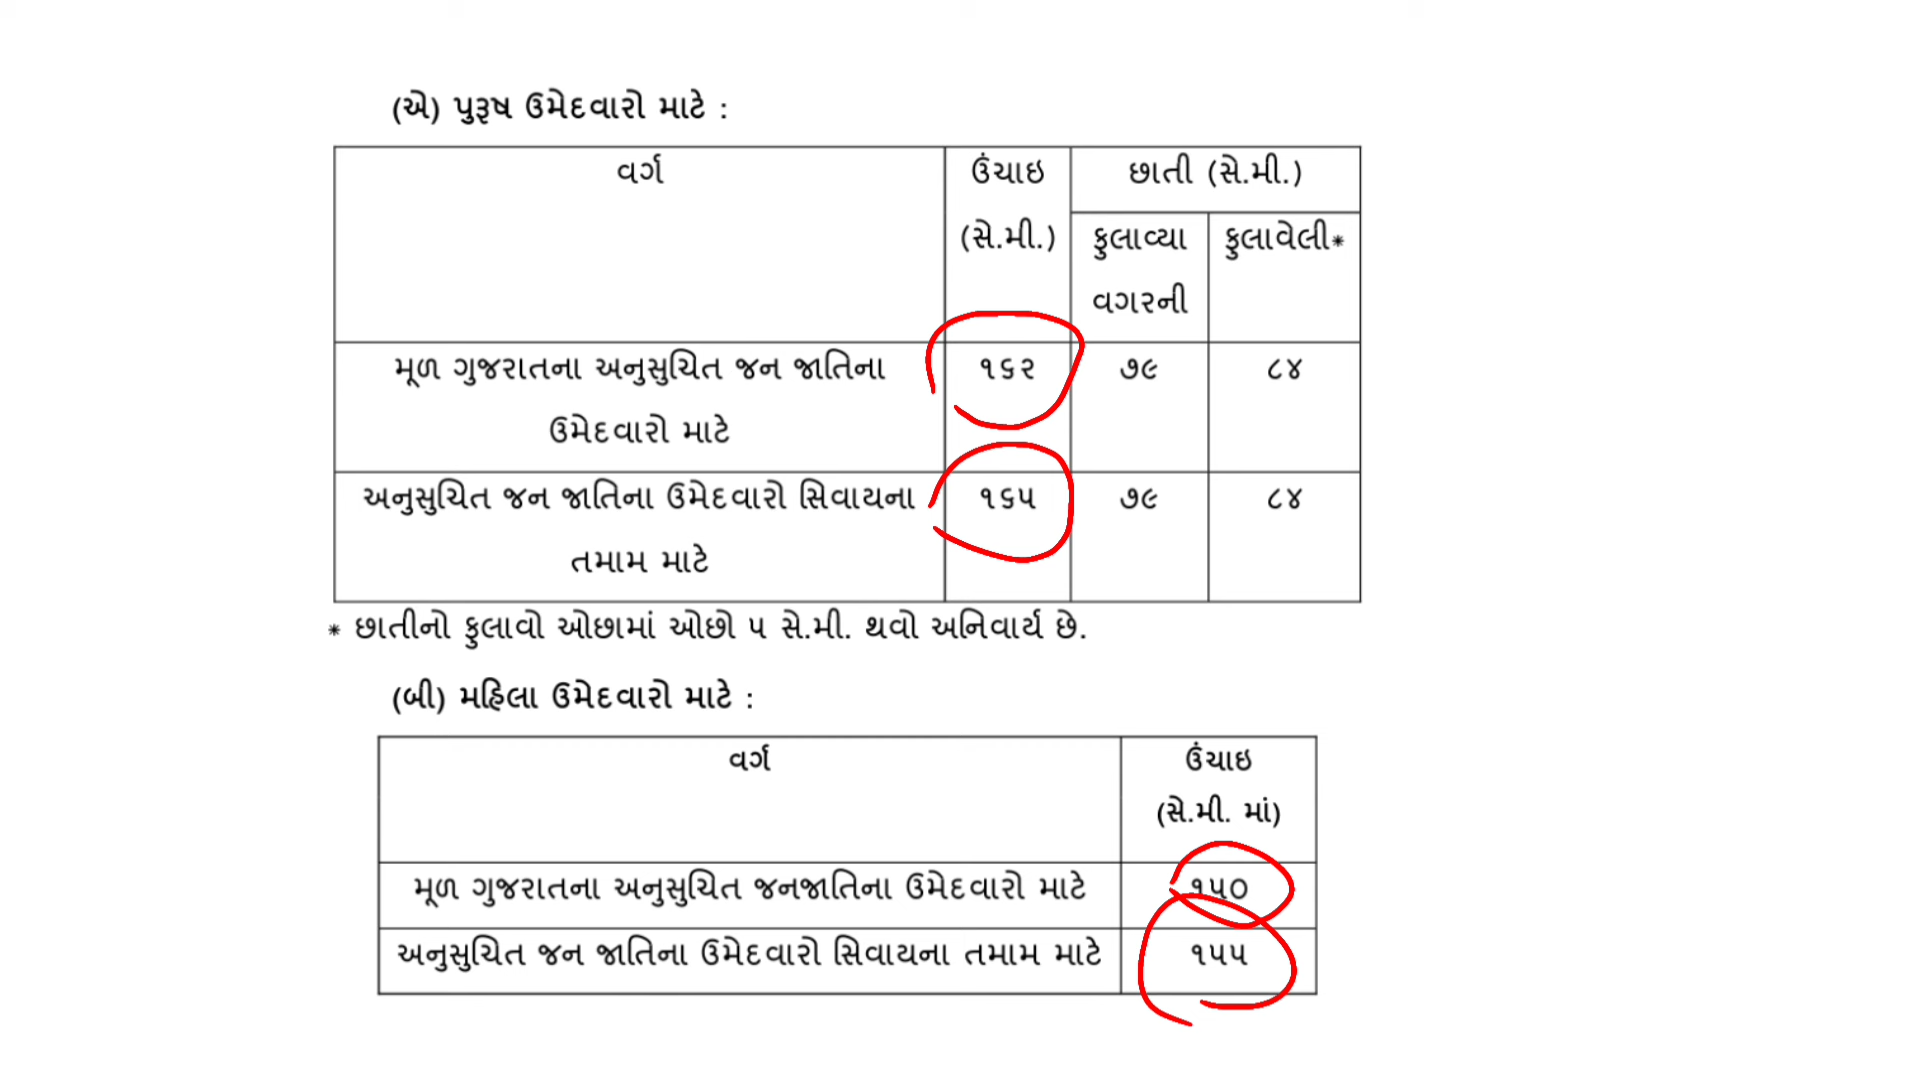 (એ) પુરૂષ ઉમેદવારો માટે :
વર્ગ
ઉંચાઇ
(સે.મી.)
છાતી (સે.મી.)
ફુલાવ્યા
વગરની
ફુલાવેલી*
મૂળ ગુજરાતના અનુસુચિત જન જાતિના
ઉમેદવારો માટે
૧૬૨
૭૯
૮૪
અનુસુચિત જન જાતિના ઉમેદવારો સિવાયના
તમામ માટે
૧૬૫
૭૯
૮૪
* છાતીનો ફુલાવો ઓછામાં ઓછો ૫ સે.મી. થવો અનિવાર્ય છે.
(બી) મહિલા ઉમેદવારો માટે :
વર્ગ
ઉંચાઇ
(સે.મી. માં)
મૂળ ગુજરાતના અનુસુચિત જનજાતિના ઉમેદવારો માટે
૧૫૦
અનુસુચિત જન જાતિના ઉમેદવારો સિવાયના તમામ માટે
૧૫૫